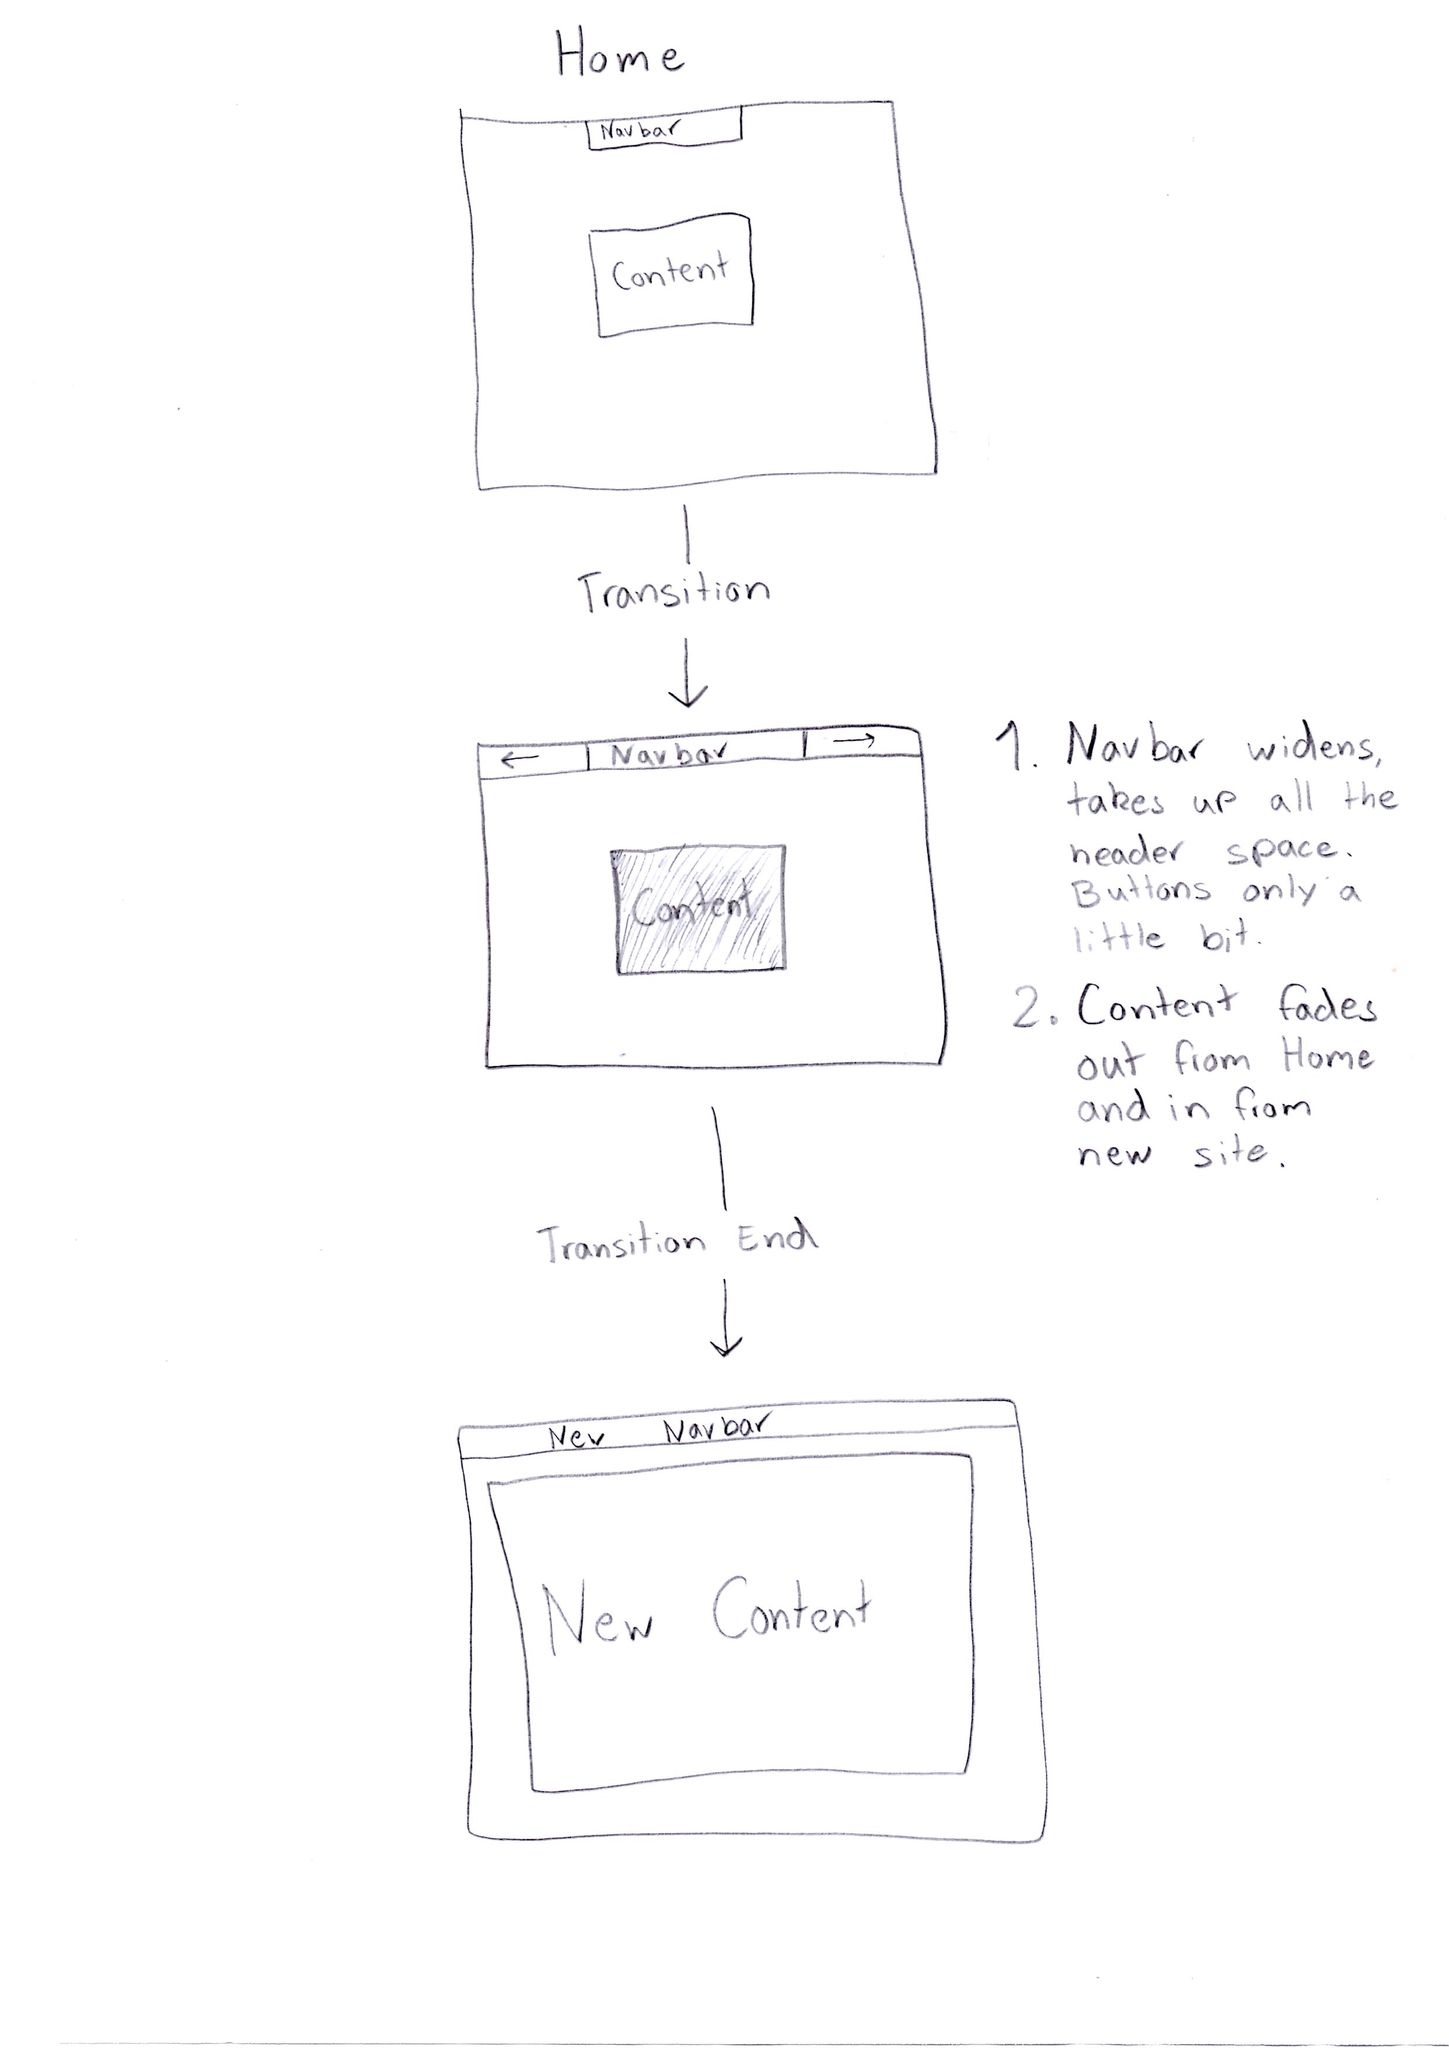 Home
Navbar
Content
Transition
← Navbar →
Content
1. Navbar widens,
takes up all the
header space.
Buttons only a
little bit.
2. Content fades
out from Home
and in from
new site.
Transition End
New Navbar
New Content